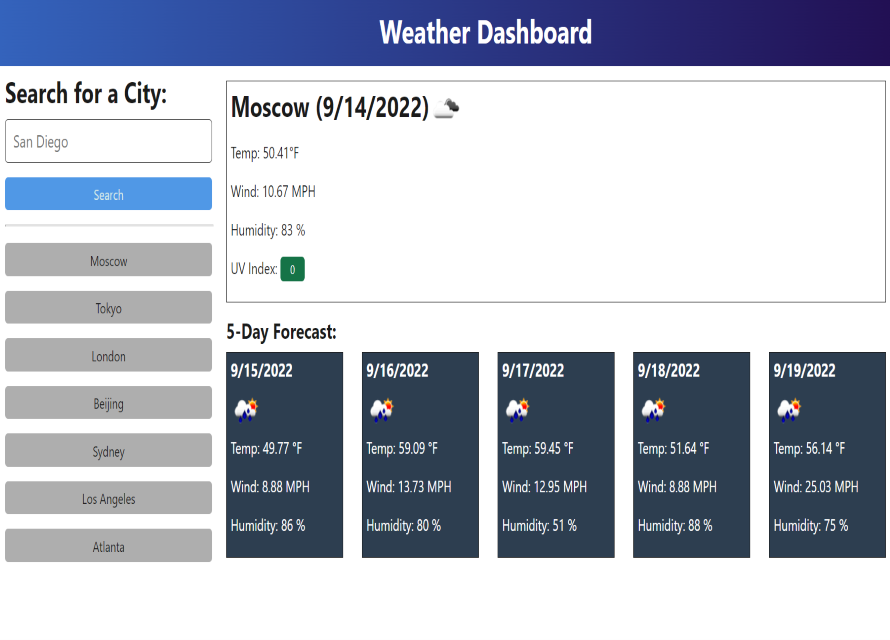 Weather Dashboard
Search for a City:
San Diego
Search
Moscow
Tokyo
London
Beijing
Sydney
Los Angeles
Atlanta
Moscow (9/14/2022)
Temp: 50.41°F
Wind: 10.67 MPH
Humidity: 83 %
UV Index: 0
5-Day Forecast:
9/15/2022
Temp: 49.77 °F
Wind: 8.88 MPH
Humidity: 86 %
9/16/2022
Temp: 59.09 °F
Wind: 13.73 MPH
Humidity: 80 %
9/17/2022
Temp: 59.45 °F
Wind: 12.95 MPH
Humidity: 51 %
9/18/2022
Temp: 51.64 °F
Wind: 8.88 MPH
Humidity: 88 %
9/19/2022
Temp: 56.14 °F
Wind: 25.03 MPH
Humidity: 75 %